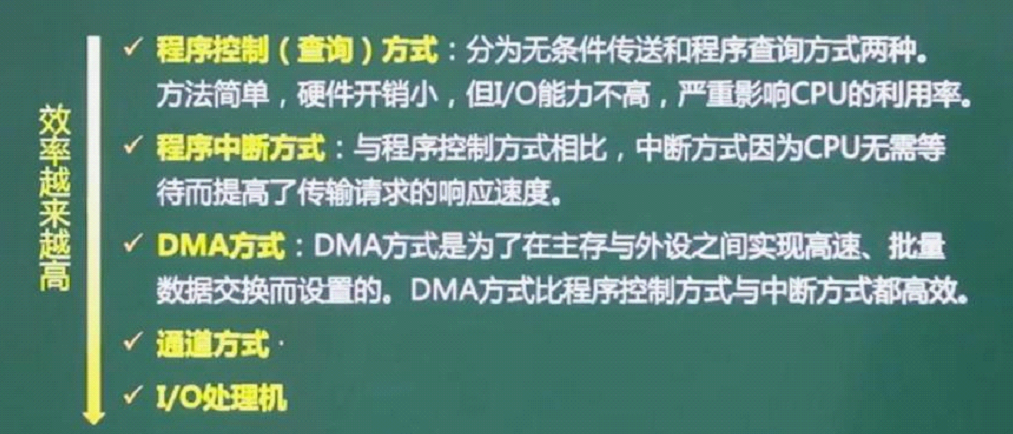 效率越来越高
✓ 程序控制（查询）方式：分为无条件传送和程序查询方式两种。
方法简单，硬件开销小，但I/O能力不高，严重影响CPU的利用率。
✓ 程序中断方式：与程序控制方式相比，中断方式因为CPU无需等
待而提高了传输请求的响应速度。
✓ DMA方式：DMA方式是为了在主存与外设之间实现高速、批量
数据交换而设置的。DMA方式比程序控制方式与中断方式都高效。
✓ 通道方式
✓ I/O处理机